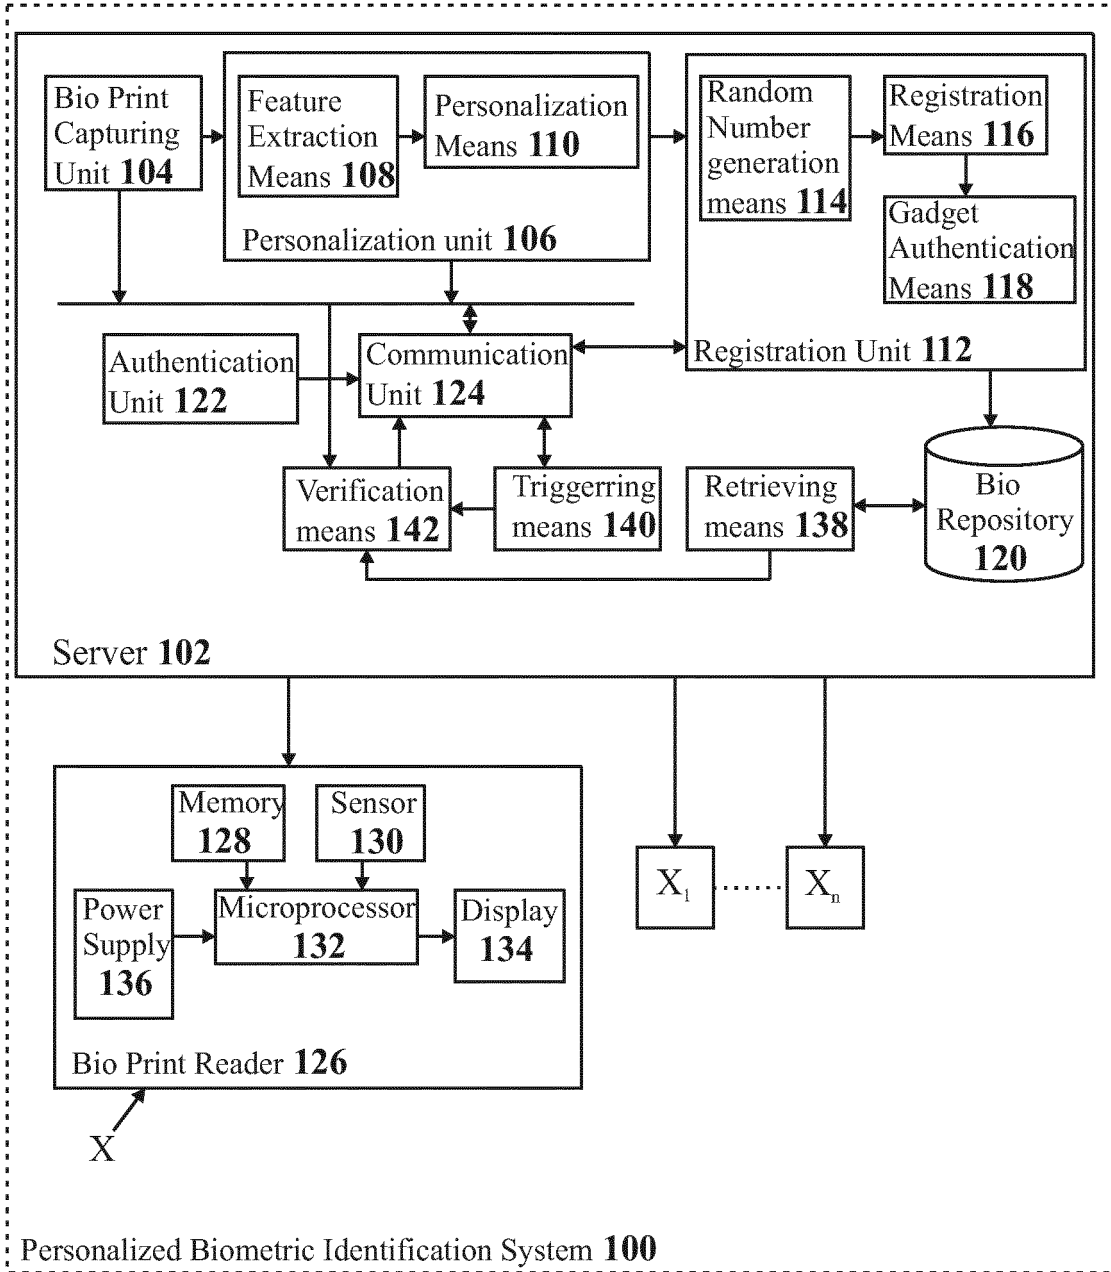 Bio Print
Capturing
Unit 104
Feature
Extraction
Means 108
Personalization
Means 110
Personalization unit 106
Random
Number
generation
means 114
Registration
Means 116
Gadget
Authentication
Means 118
Registration Unit 112
Authentication
Unit 122
Communication
Unit 124
Verification
means 142
Triggerring
means 140
Retrieving
means 138
Bio
Repository
120
Server 102
Memory
128
Sensor
130
Power
Supply
136
Microprocessor
132
Display
134
Bio Print Reader 126
X
X1
Xn
Personalized Biometric Identification System 100